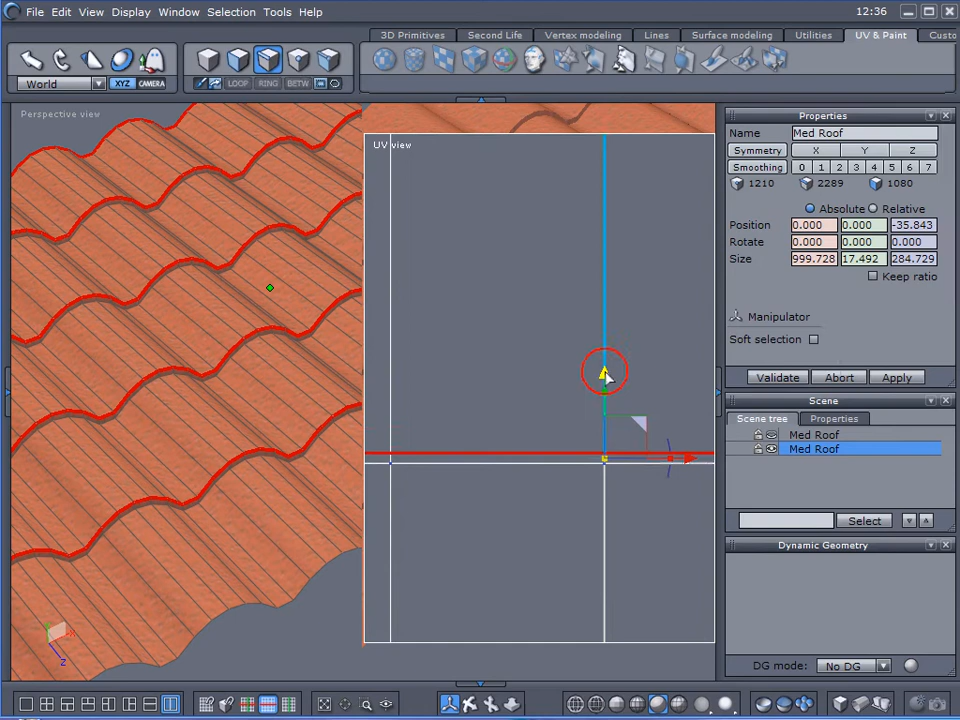 File Edit View Display Window Selection Tools Help 12:36
3D Primitives Second Life Vertex modeling Lines Surface modeling Utilities UV & Paint Custo
World XYZ CAMERA LOOP RING BETW
Perspective view
UV view
Properties
Name Med Roof
Symmetry X Y Z
Smoothing 0 1 2 3 4 5 6 7
1210 2289 1080
Absolute Relative
Position 0.000 0.000 -35.843
Rotate 0.000 0.000 0.000
Size 999.728 17.492 284.729
Keep ratio
Manipulator
Soft selection
Validate Abort Apply
Scene
Scene tree Properties
Med Roof
Med Roof
Select
Dynamic Geometry
DG mode: No DG
Y
X
Z